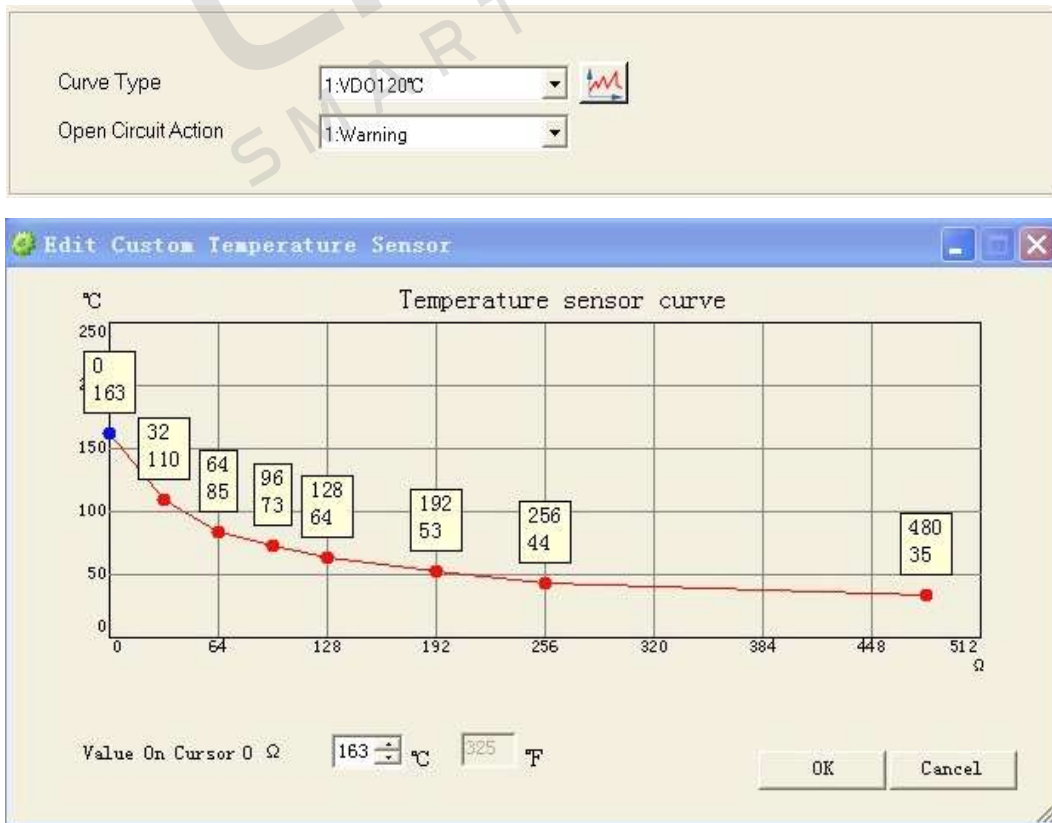 SMART
Curve Type 1:VDO120℃
Open Circuit Action 1:Warning
Edit Custom Temperature Sensor
℃ Temperature sensor curve
250
0
163
150
32
110
64
85
96
73
128
64
192
53
256
44
480
35
100
50
0
0 64 128 192 256 320 384 448 512
Ω
Value On Cursor 0 Ω 163 ℃ 325 ℉
OK Cancel